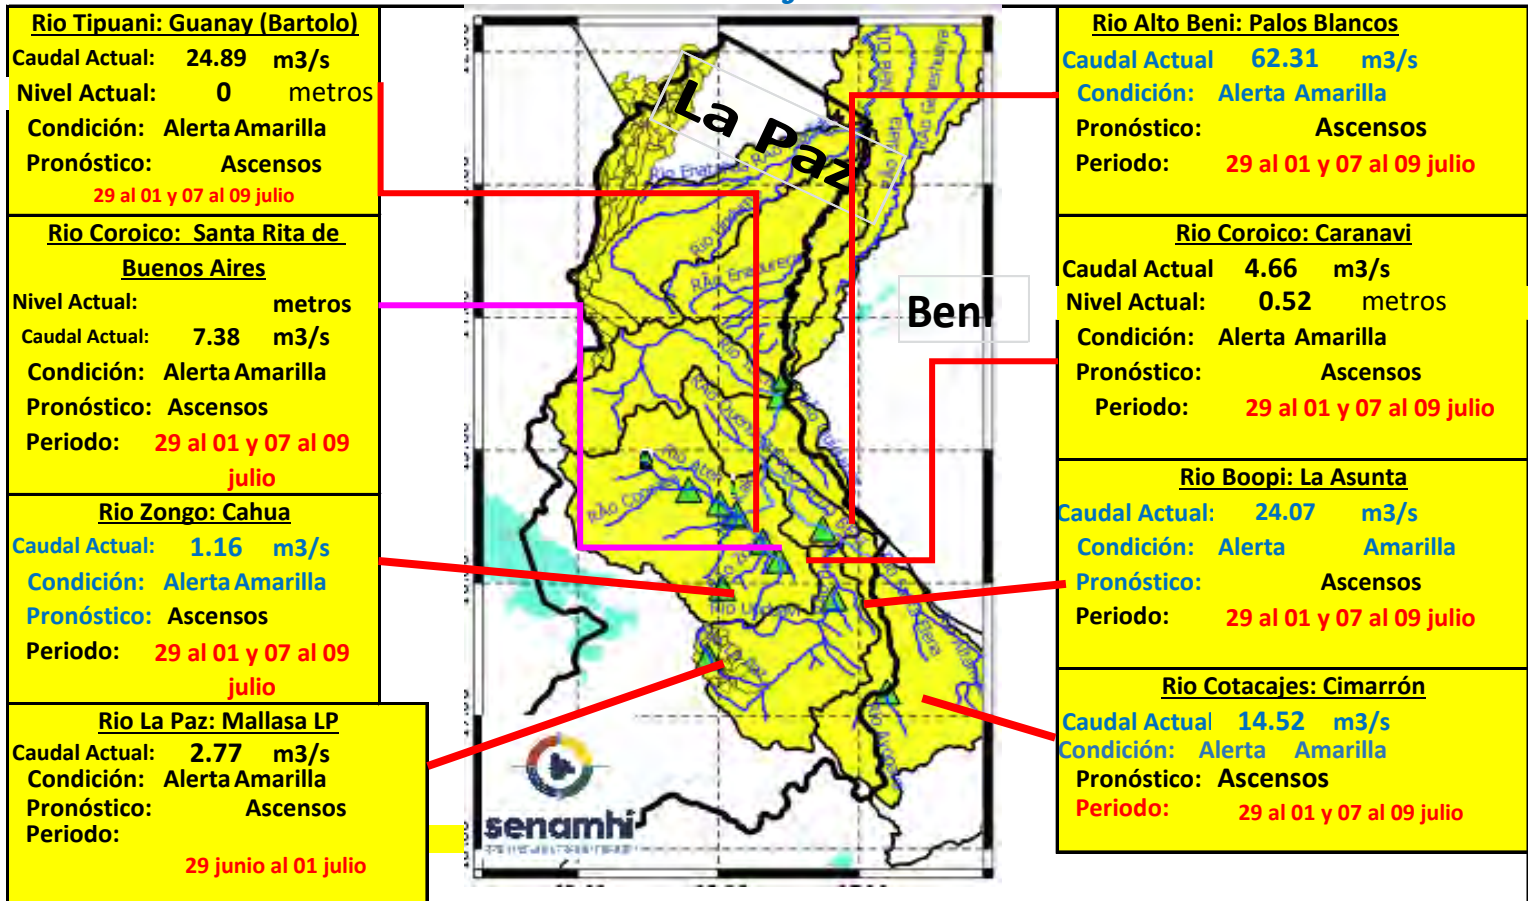 Rio Tipuani: Guanay (Bartolo)
Caudal Actual: 24.89 m3/s
Nivel Actual: 0 metros
Condición: Alerta Amarilla
Pronóstico: Ascensos
29 al 01 y 07 al 09 julio
Rio Coroico: Santa Rita de
Buenos Aires
Nivel Actual: metros
Caudal Actual: 7.38 m3/s
Condición: Alerta Amarilla
Pronóstico: Ascensos
Periodo: 29 al 01 y 07 al 09
julio
Rio Zongo: Cahua
Caudal Actual: 1.16 m3/s
Condición: Alerta Amarilla
Pronóstico: Ascensos
Periodo: 29 al 01 y 07 al 09
julio
Rio La Paz: Mallasa LP
Caudal Actual: 2.77 m3/s
Condición: Alerta Amarilla
Pronóstico: Ascensos
Periodo:
29 junio al 01 julio
La Paz
Beni
senamhi
Rio Alto Beni: Palos Blancos
Caudal Actual 62.31 m3/s
Condición: Alerta Amarilla
Pronóstico: Ascensos
Periodo: 29 al 01 y 07 al 09 julio
Rio Coroico: Caranavi
Caudal Actual 4.66 m3/s
Nivel Actual: 0.52 metros
Condición: Alerta Amarilla
Pronóstico: Ascensos
Periodo: 29 al 01 y 07 al 09 julio
Rio Boopi: La Asunta
Caudal Actual: 24.07 m3/s
Condición: Alerta Amarilla
Pronóstico: Ascensos
Periodo: 29 al 01 y 07 al 09 julio
Rio Cotacajes: Cimarrón
Caudal Actual 14.52 m3/s
Condición: Alerta Amarilla
Pronóstico: Ascensos
Periodo: 29 al 01 y 07 al 09 julio